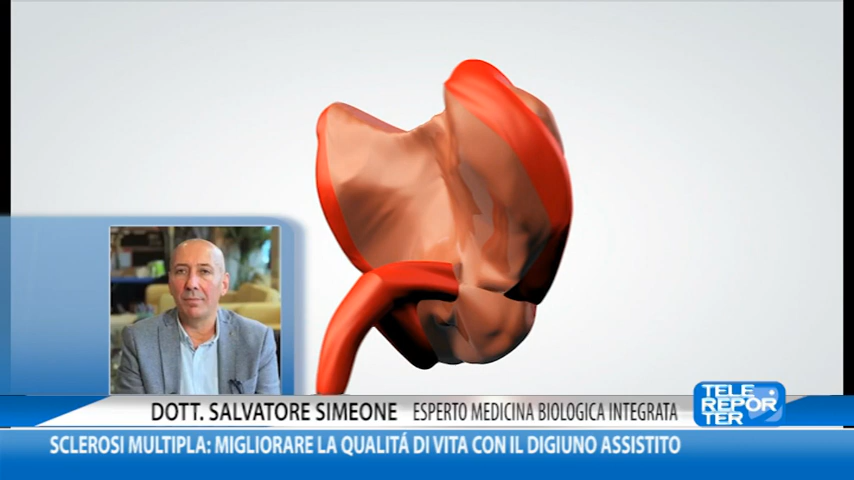 DOTT. SALVATORE SIMEONE ESPERTO MEDICINA BIOLOGICA INTEGRATA
TELE
REPOR
TER
SCLEROSI MULTIPLA: MIGLIORARE LA QUALITÁ DI VITA CON IL DIGIUNO ASSISTITO